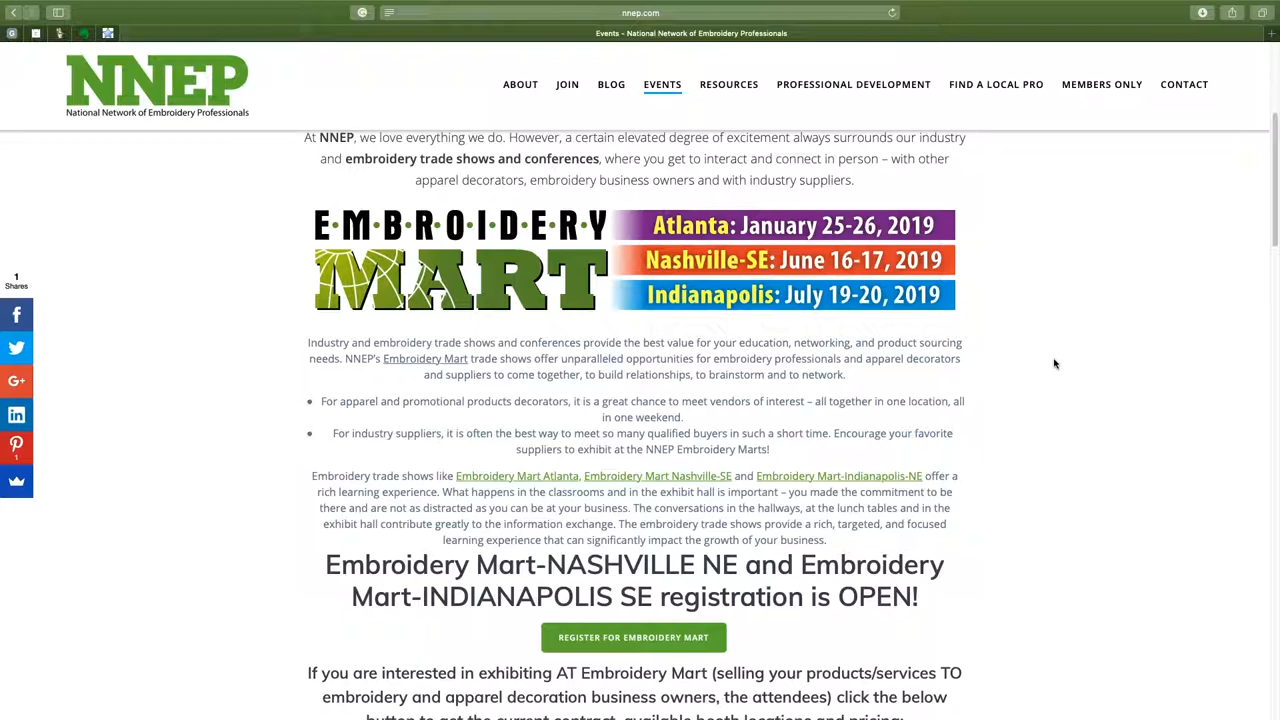 nnep.com
Events - National Network of Embroidery Professionals
NNEP
National Network of Embroidery Professionals
ABOUT JOIN BLOG EVENTS RESOURCES PROFESSIONAL DEVELOPMENT FIND A LOCAL PRO MEMBERS ONLY CONTACT
At NNEP, we love everything we do. However, a certain elevated degree of excitement always surrounds our industry
and embroidery trade shows and conferences, where you get to interact and connect in person – with other
apparel decorators, embroidery business owners and with industry suppliers.
E·M·B·R·O·I·D·E·R·Y
MART
Atlanta: January 25-26, 2019
Nashville-SE: June 16-17, 2019
Indianapolis: July 19-20, 2019
1
Shares
Industry and embroidery trade shows and conferences provide the best value for your education, networking, and product sourcing
needs. NNEP's Embroidery Mart trade shows offer unparalleled opportunities for embroidery professionals and apparel decorators
and suppliers to come together, to build relationships, to brainstorm and to network.
• For apparel and promotional products decorators, it is a great chance to meet vendors of interest – all together in one location, all
in one weekend.
• For industry suppliers, it is often the best way to meet so many qualified buyers in such a short time. Encourage your favorite
suppliers to exhibit at the NNEP Embroidery Marts!
1
Embroidery trade shows like Embroidery Mart Atlanta, Embroidery Mart Nashville-SE and Embroidery Mart-Indianapolis-NE offer a
rich learning experience. What happens in the classrooms and in the exhibit hall is important – you made the commitment to be
there and are not as distracted as you can be at your business. The conversations in the hallways, at the lunch tables and in the
exhibit hall contribute greatly to the information exchange. The embroidery trade shows provide a rich, targeted, and focused
learning experience that can significantly impact the growth of your business.
Embroidery Mart-NASHVILLE NE and Embroidery
Mart-INDIANAPOLIS SE registration is OPEN!
REGISTER FOR EMBROIDERY MART
If you are interested in exhibiting AT Embroidery Mart (selling your products/services TO
embroidery and apparel decoration business owners, the attendees) click the below
button to get the current contract, available booth locations and pricing: